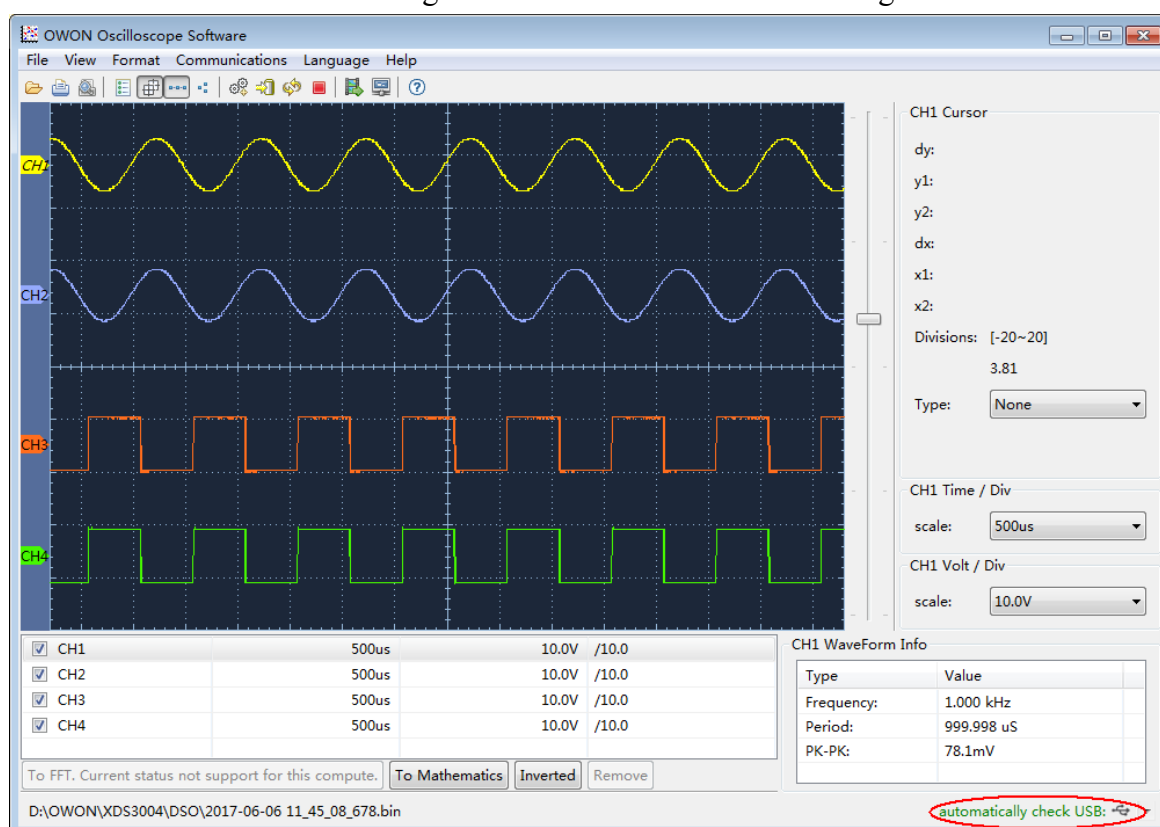 OWON Oscilloscope Software
File View Format Communications Language Help
CH1 Cursor
dy:
y1:
y2:
dx:
x1:
x2:
Divisions: [-20~20]
3.81
Type: None
CH1
CH2
CH3
CH4
CH1 Time / Div
scale: 500us
CH1 Volt / Div
scale: 10.0V
CH1 500us 10.0V /10.0
CH2 500us 10.0V /10.0
CH3 500us 10.0V /10.0
CH4 500us 10.0V /10.0
CH1 WaveForm Info
Type Value
Frequency: 1.000 kHz
Period: 999.998 uS
PK-PK: 78.1mV
To FFT. Current status not support for this compute. To Mathematics Inverted Remove
D:\OWON\XDS3004\DSO\2017-06-06 11_45_08_678.bin
automatically check USB: